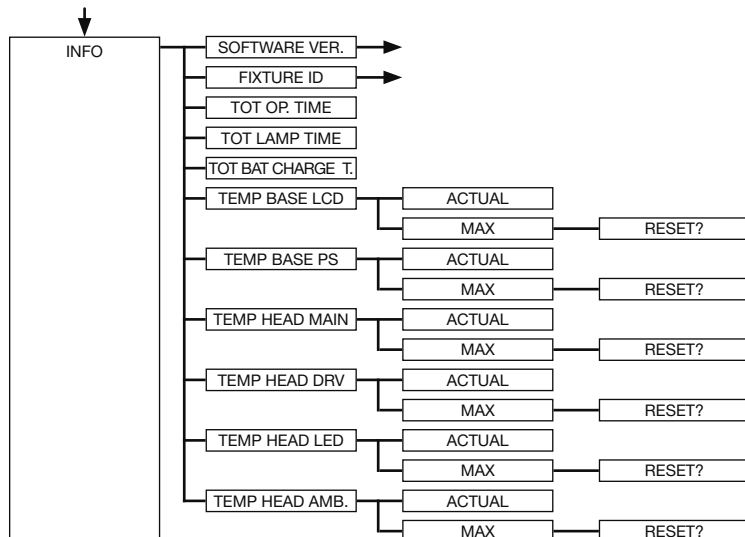 INFO
SOFTWARE VER.
FIXTURE ID
TOT OP. TIME
TOT LAMP TIME
TOT BAT CHARGE T.
TEMP BASE LCD ACTUAL
MAX RESET?
TEMP BASE PS ACTUAL
MAX RESET?
TEMP HEAD MAIN ACTUAL
MAX RESET?
TEMP HEAD DRV ACTUAL
MAX RESET?
TEMP HEAD LED ACTUAL
MAX RESET?
TEMP HEAD AMB. ACTUAL
MAX RESET?